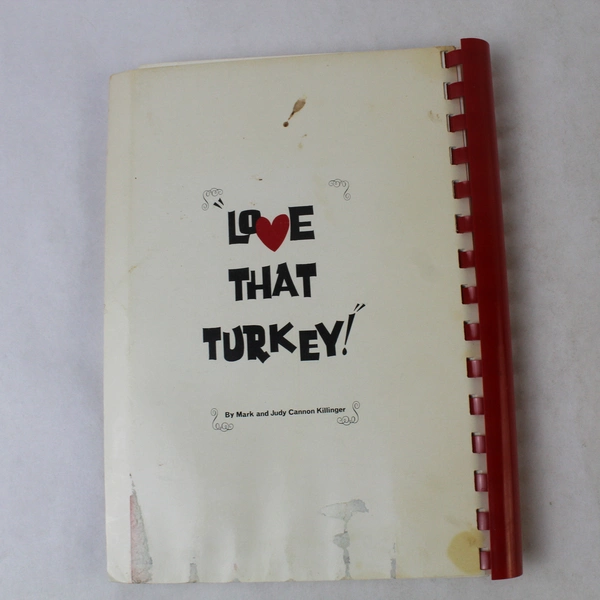 "LOVE
THAT
TURKEY!"
By Mark and Judy Cannon Killinger